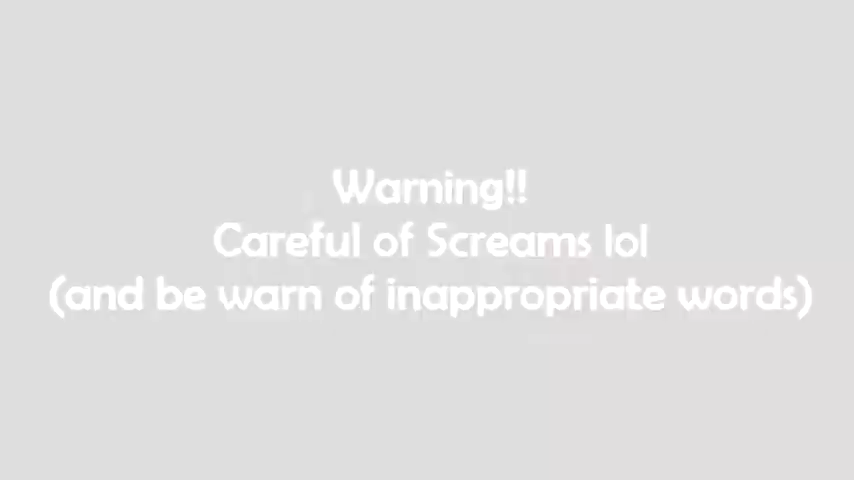 Warning!!
Careful of Screams lol
(and be warn of inappropriate words)